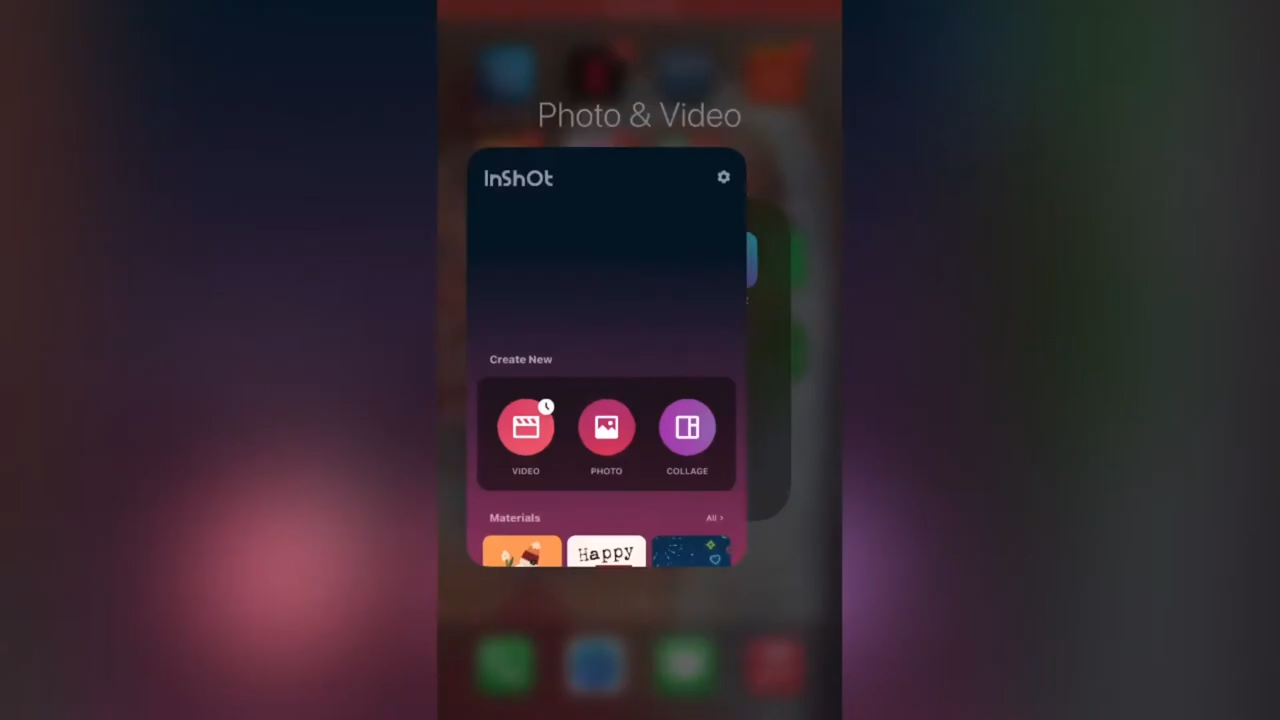 Photo & Video
InShOt
Create New
VIDEO
PHOTO
COLLAGE
Materials
All >
Happy